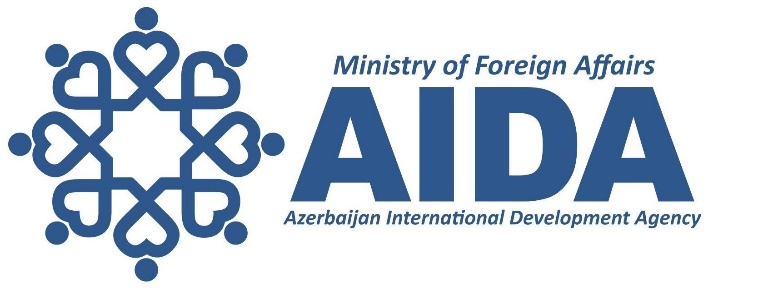 Ministry of Foreign Affairs
AIDA
Azerbaijan International Development Agency